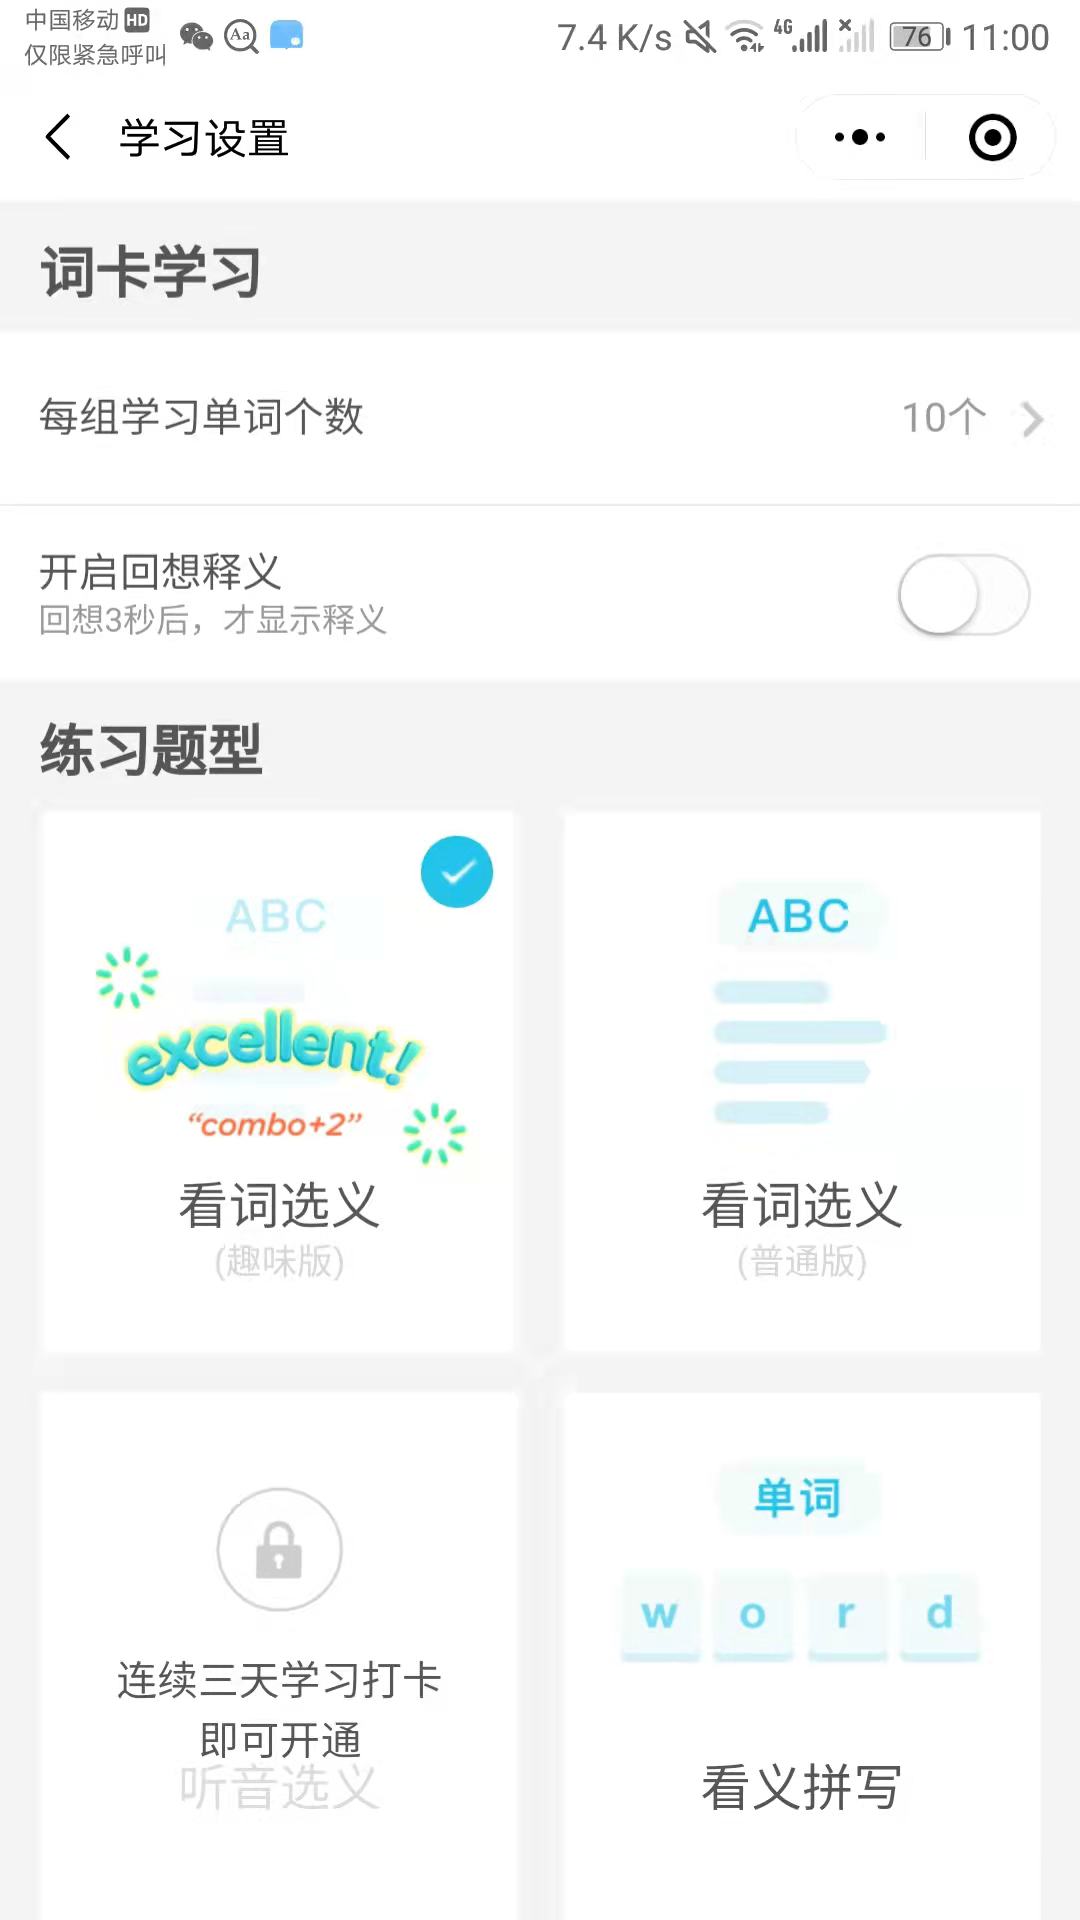 中国移动 HD
仅限紧急呼叫
Aa
7.4 K/s 4G 76 11:00
学习设置
词卡学习
每组学习单词个数 10个
开启回想释义
回想3秒后，才显示释义
练习题型
ABC
excellent!
“combo+2”
看词选义
(趣味版)
ABC
看词选义
(普通版)
连续三天学习打卡
即可开通
听音选义
单词
w o r d
看义拼写